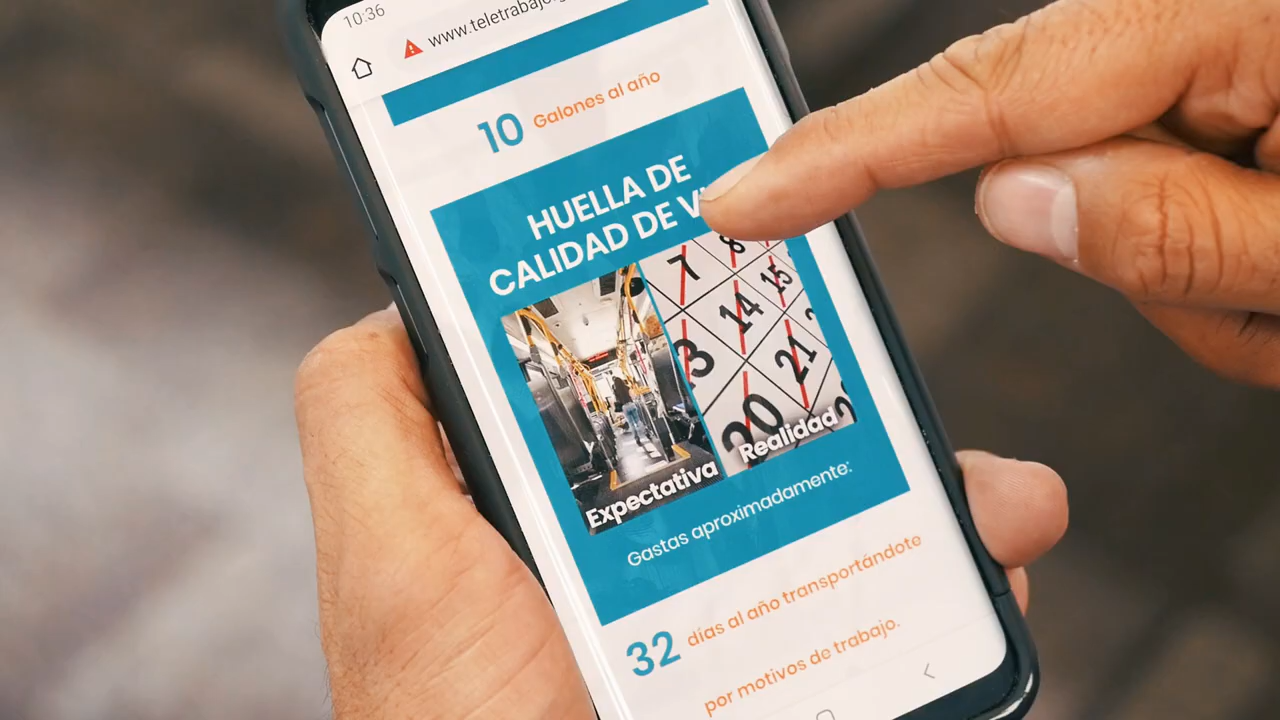 10:36
www.teletrabajo.g
10 Galones al año
HUELLA DE
CALIDAD DE
7 8
14 15
21
20
Expectativa Realidad
Gastas aproximadamente:
32 días al año transportándote
por motivos de trabajo.